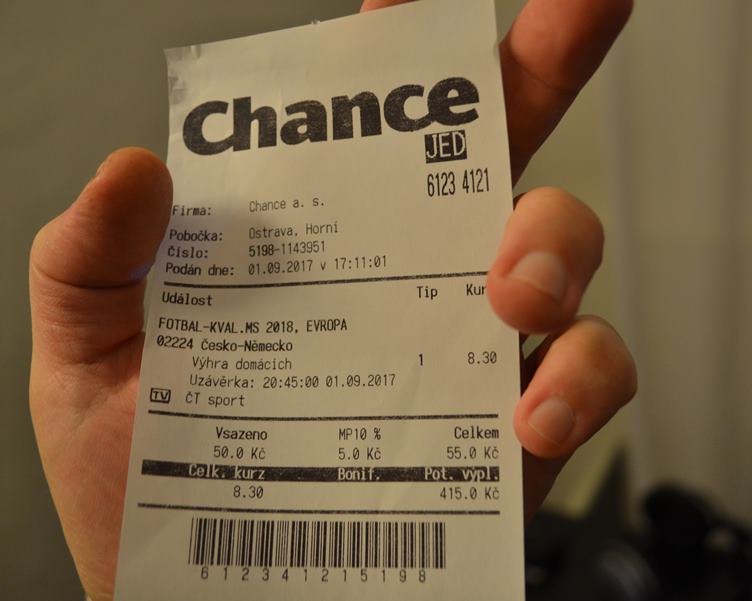 Chance
JED
6123 4121
Firma: Chance a. s.
Pobočka: Ostrava, Horní
Číslo: 5198-1143951
Podán dne: 01.09.2017 v 17:11:01
Událost Tip Kur
FOTBAL-KVAL.MS 2018, EVROPA
02224 Česko-Německo
Výhra domácích 1 8.30
Uzávěrka: 20:45:00 01.09.2017
TV ČT sport
Vsazeno MP10 % Celkem
50.0 Kč 5.0 Kč 55.0 Kč
Celk. kurz Bonif. Pot. výpl.
8.30 415.0 Kč
612341215198